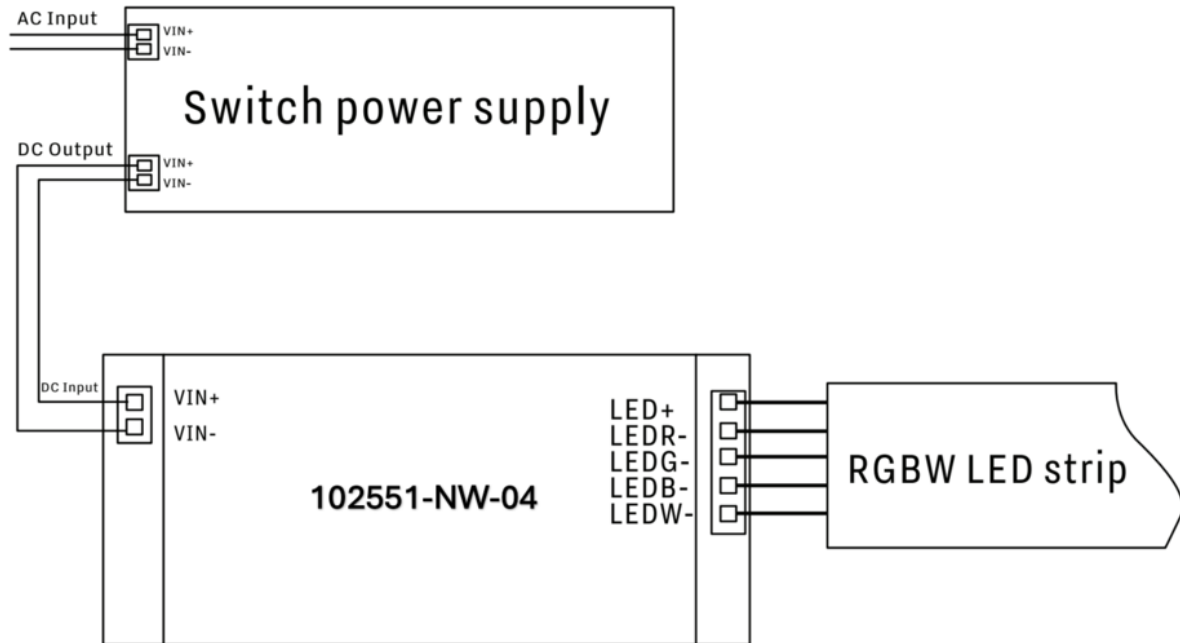 AC Input
VIN+
VIN-
Switch power supply
DC Output
VIN+
VIN-
DC Input
VIN+
VIN-
LED+
LEDR-
LEDG-
LEDB-
LEDW-
102551-NW-04
RGBW LED strip